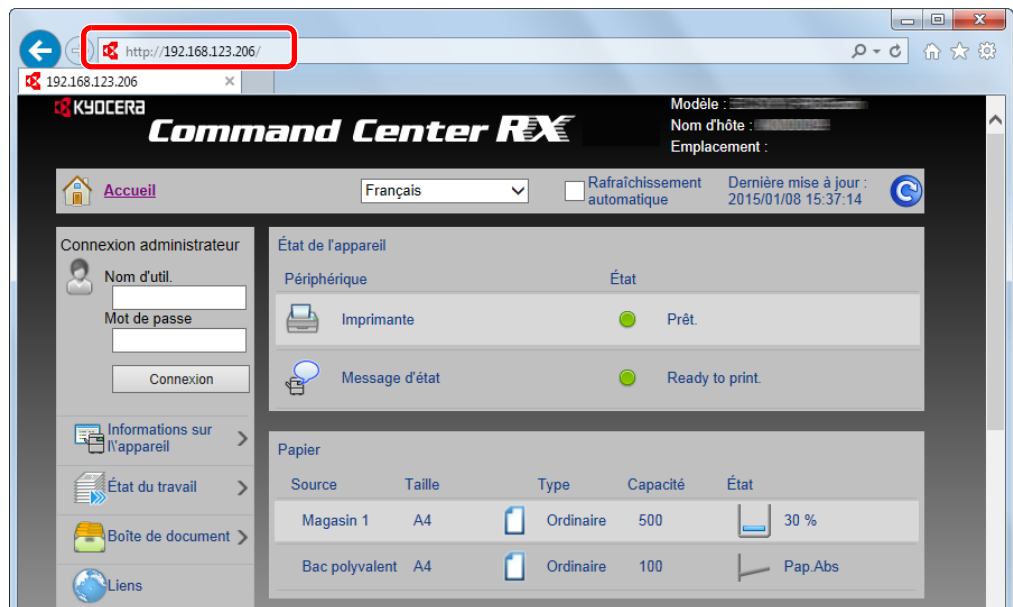 http://192.168.123.206/
192.168.123.206
KYOCERA
Command Center RX
Modèle :
Nom d'hôte :
Emplacement :
Accueil
Français
Rafraîchissement
automatique
Dernière mise à jour :
2015/01/08 15:37:14
Connexion administrateur
Nom d'util.
Mot de passe
Connexion
Informations sur
l\'appareil
État du travail
Boîte de document
Liens
État de l'appareil
Périphérique État
Imprimante Prêt.
Message d'état Ready to print.
Papier
Source Taille Type Capacité État
Magasin 1 A4 Ordinaire 500 30 %
Bac polyvalent A4 Ordinaire 100 Pap.Abs